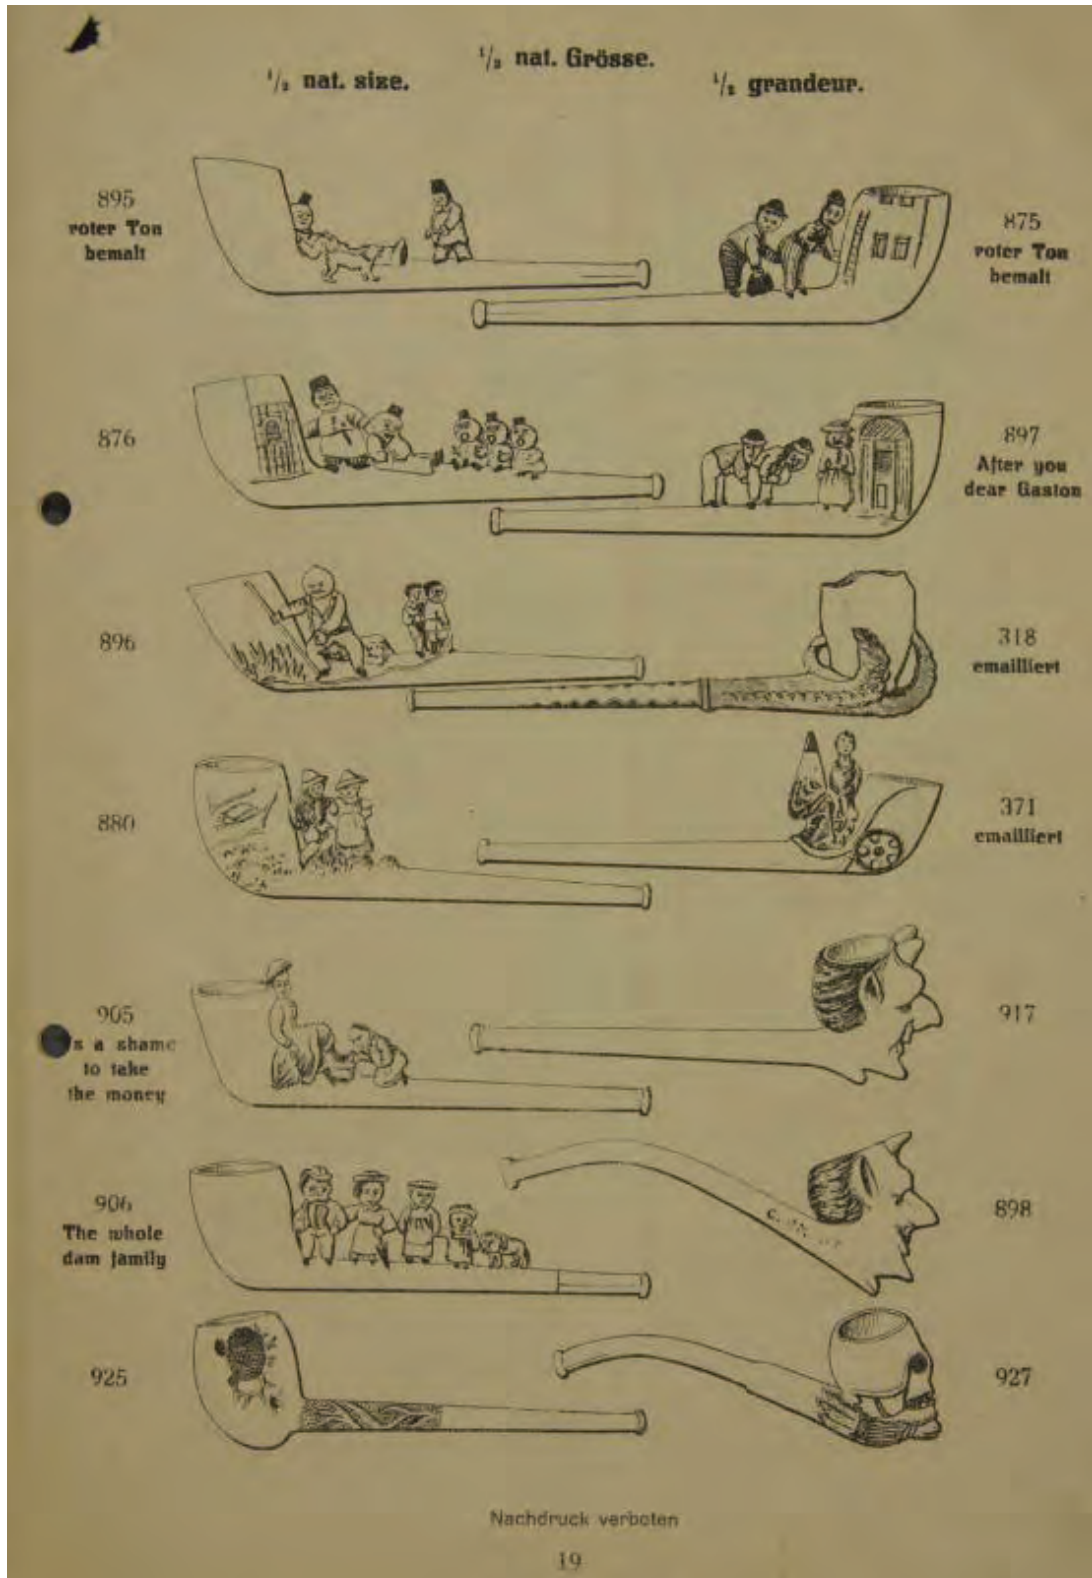 1/2 nat. Grösse.
1/2 nat. size.
1/2 grandeur.
895
roter Ton
bemalt
875
roter Ton
bemalt
876
897
After you
dear Gaston
896
318
emailliert
880
371
emailliert
905
s a shame
to take
the money
917
906
The whole
dam family
898
925
927
Nachdruck verboten
19